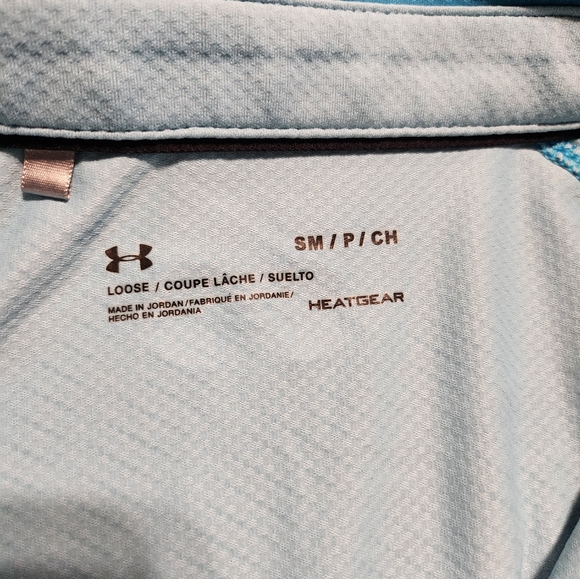 SM / P / CH
LOOSE / COUPE LÂCHE / SUELTO
MADE IN JORDAN/FABRIQUÉ EN JORDANIE/
HECHO EN JORDANIA
HEATGEAR